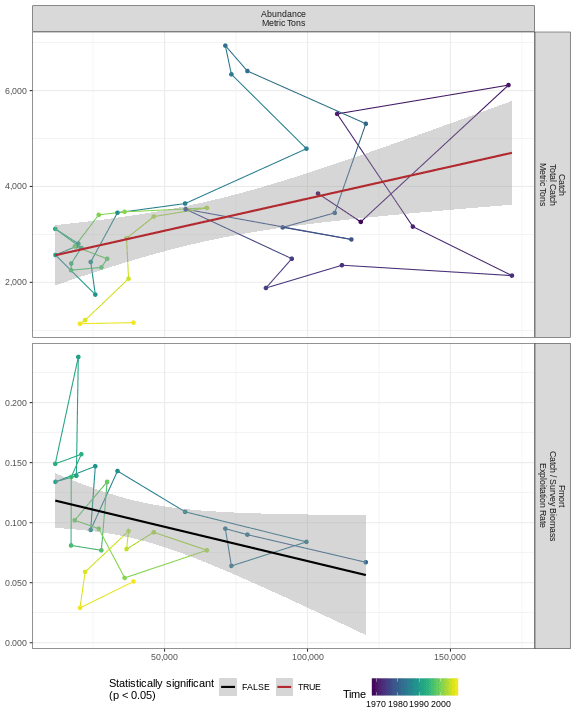 Abundance
Metric Tons
6,000
4,000
2,000
Catch
Total Catch
Metric Tons
0.200
0.150
0.100
0.050
0.000
Fmort
Catch / Survey Biomass
Exploitation Rate
50,000
100,000
150,000
Statistically significant
(p < 0.05)
FALSE
TRUE
Time
1970 1980 1990 2000